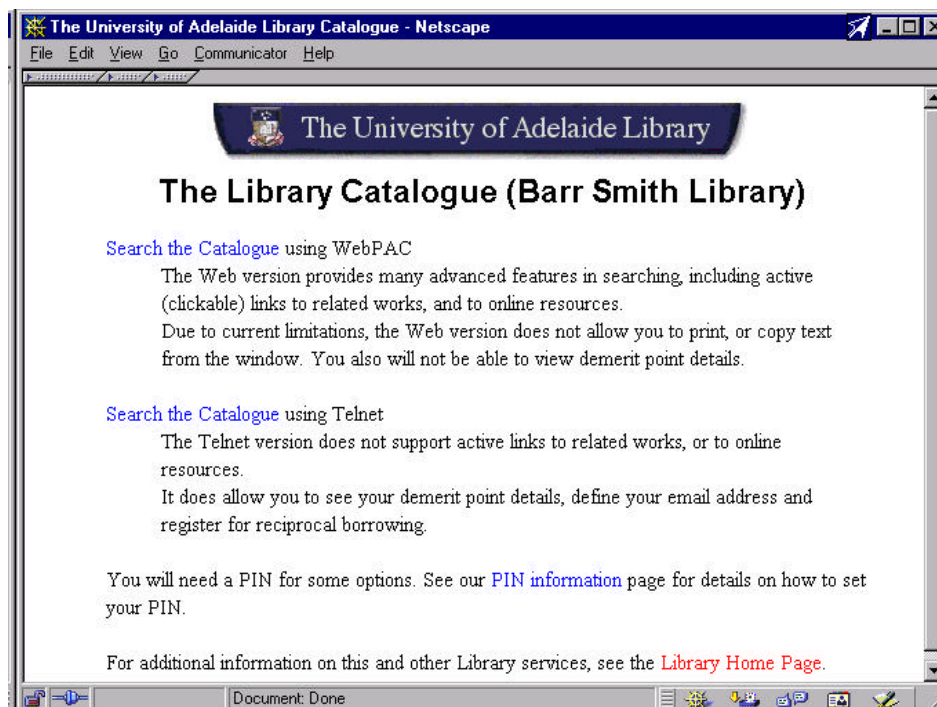 The University of Adelaide Library Catalogue - Netscape
File Edit View Go Communicator Help
The University of Adelaide Library
The Library Catalogue (Barr Smith Library)
Search the Catalogue using WebPAC
The Web version provides many advanced features in searching, including active
(clickable) links to related works, and to online resources.
Due to current limitations, the Web version does not allow you to print, or copy text
from the window. You also will not be able to view demerit point details.
Search the Catalogue using Telnet
The Telnet version does not support active links to related works, or to online
resources.
It does allow you to see your demerit point details, define your email address and
register for reciprocal borrowing.
You will need a PIN for some options. See our PIN information page for details on how to set
your PIN.
For additional information on this and other Library services, see the Library Home Page.
Document: Done